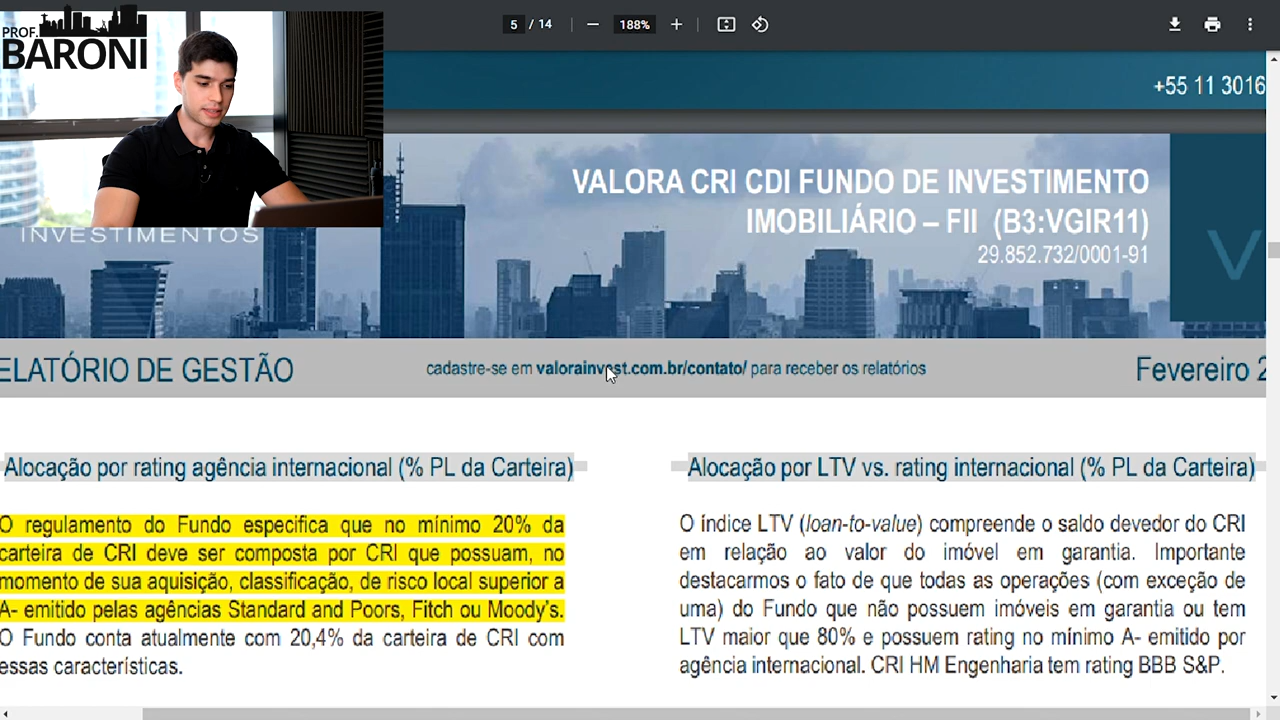 PROF.
BARONI
5 / 14
188%
+55 11 3016
INVESTIMENTOS
VALORA CRI CDI FUNDO DE INVESTIMENTO
IMOBILIÁRIO – FII (B3:VGIR11)
29.852.732/0001-91
V
ELATÓRIO DE GESTÃO
cadastre-se em valorainvest.com.br/contato/ para receber os relatórios
Fevereiro 2
Alocação por rating agência internacional (% PL da Carteira)
O regulamento do Fundo especifica que no mínimo 20% da
carteira de CRI deve ser composta por CRI que possuam, no
momento de sua aquisição, classificação, de risco local superior a
A- emitido pelas agências Standard and Poors, Fitch ou Moody's.
O Fundo conta atualmente com 20,4% da carteira de CRI com
essas características.
Alocação por LTV vs. rating internacional (% PL da Carteira)
O índice LTV (loan-to-value) compreende o saldo devedor do CRI
em relação ao valor do imóvel em garantia. Importante
destacarmos o fato de que todas as operações (com exceção de
uma) do Fundo que não possuem imóveis em garantia ou tem
LTV maior que 80% e possuem rating no mínimo A- emitido por
agência internacional. CRI HM Engenharia tem rating BBB S&P.